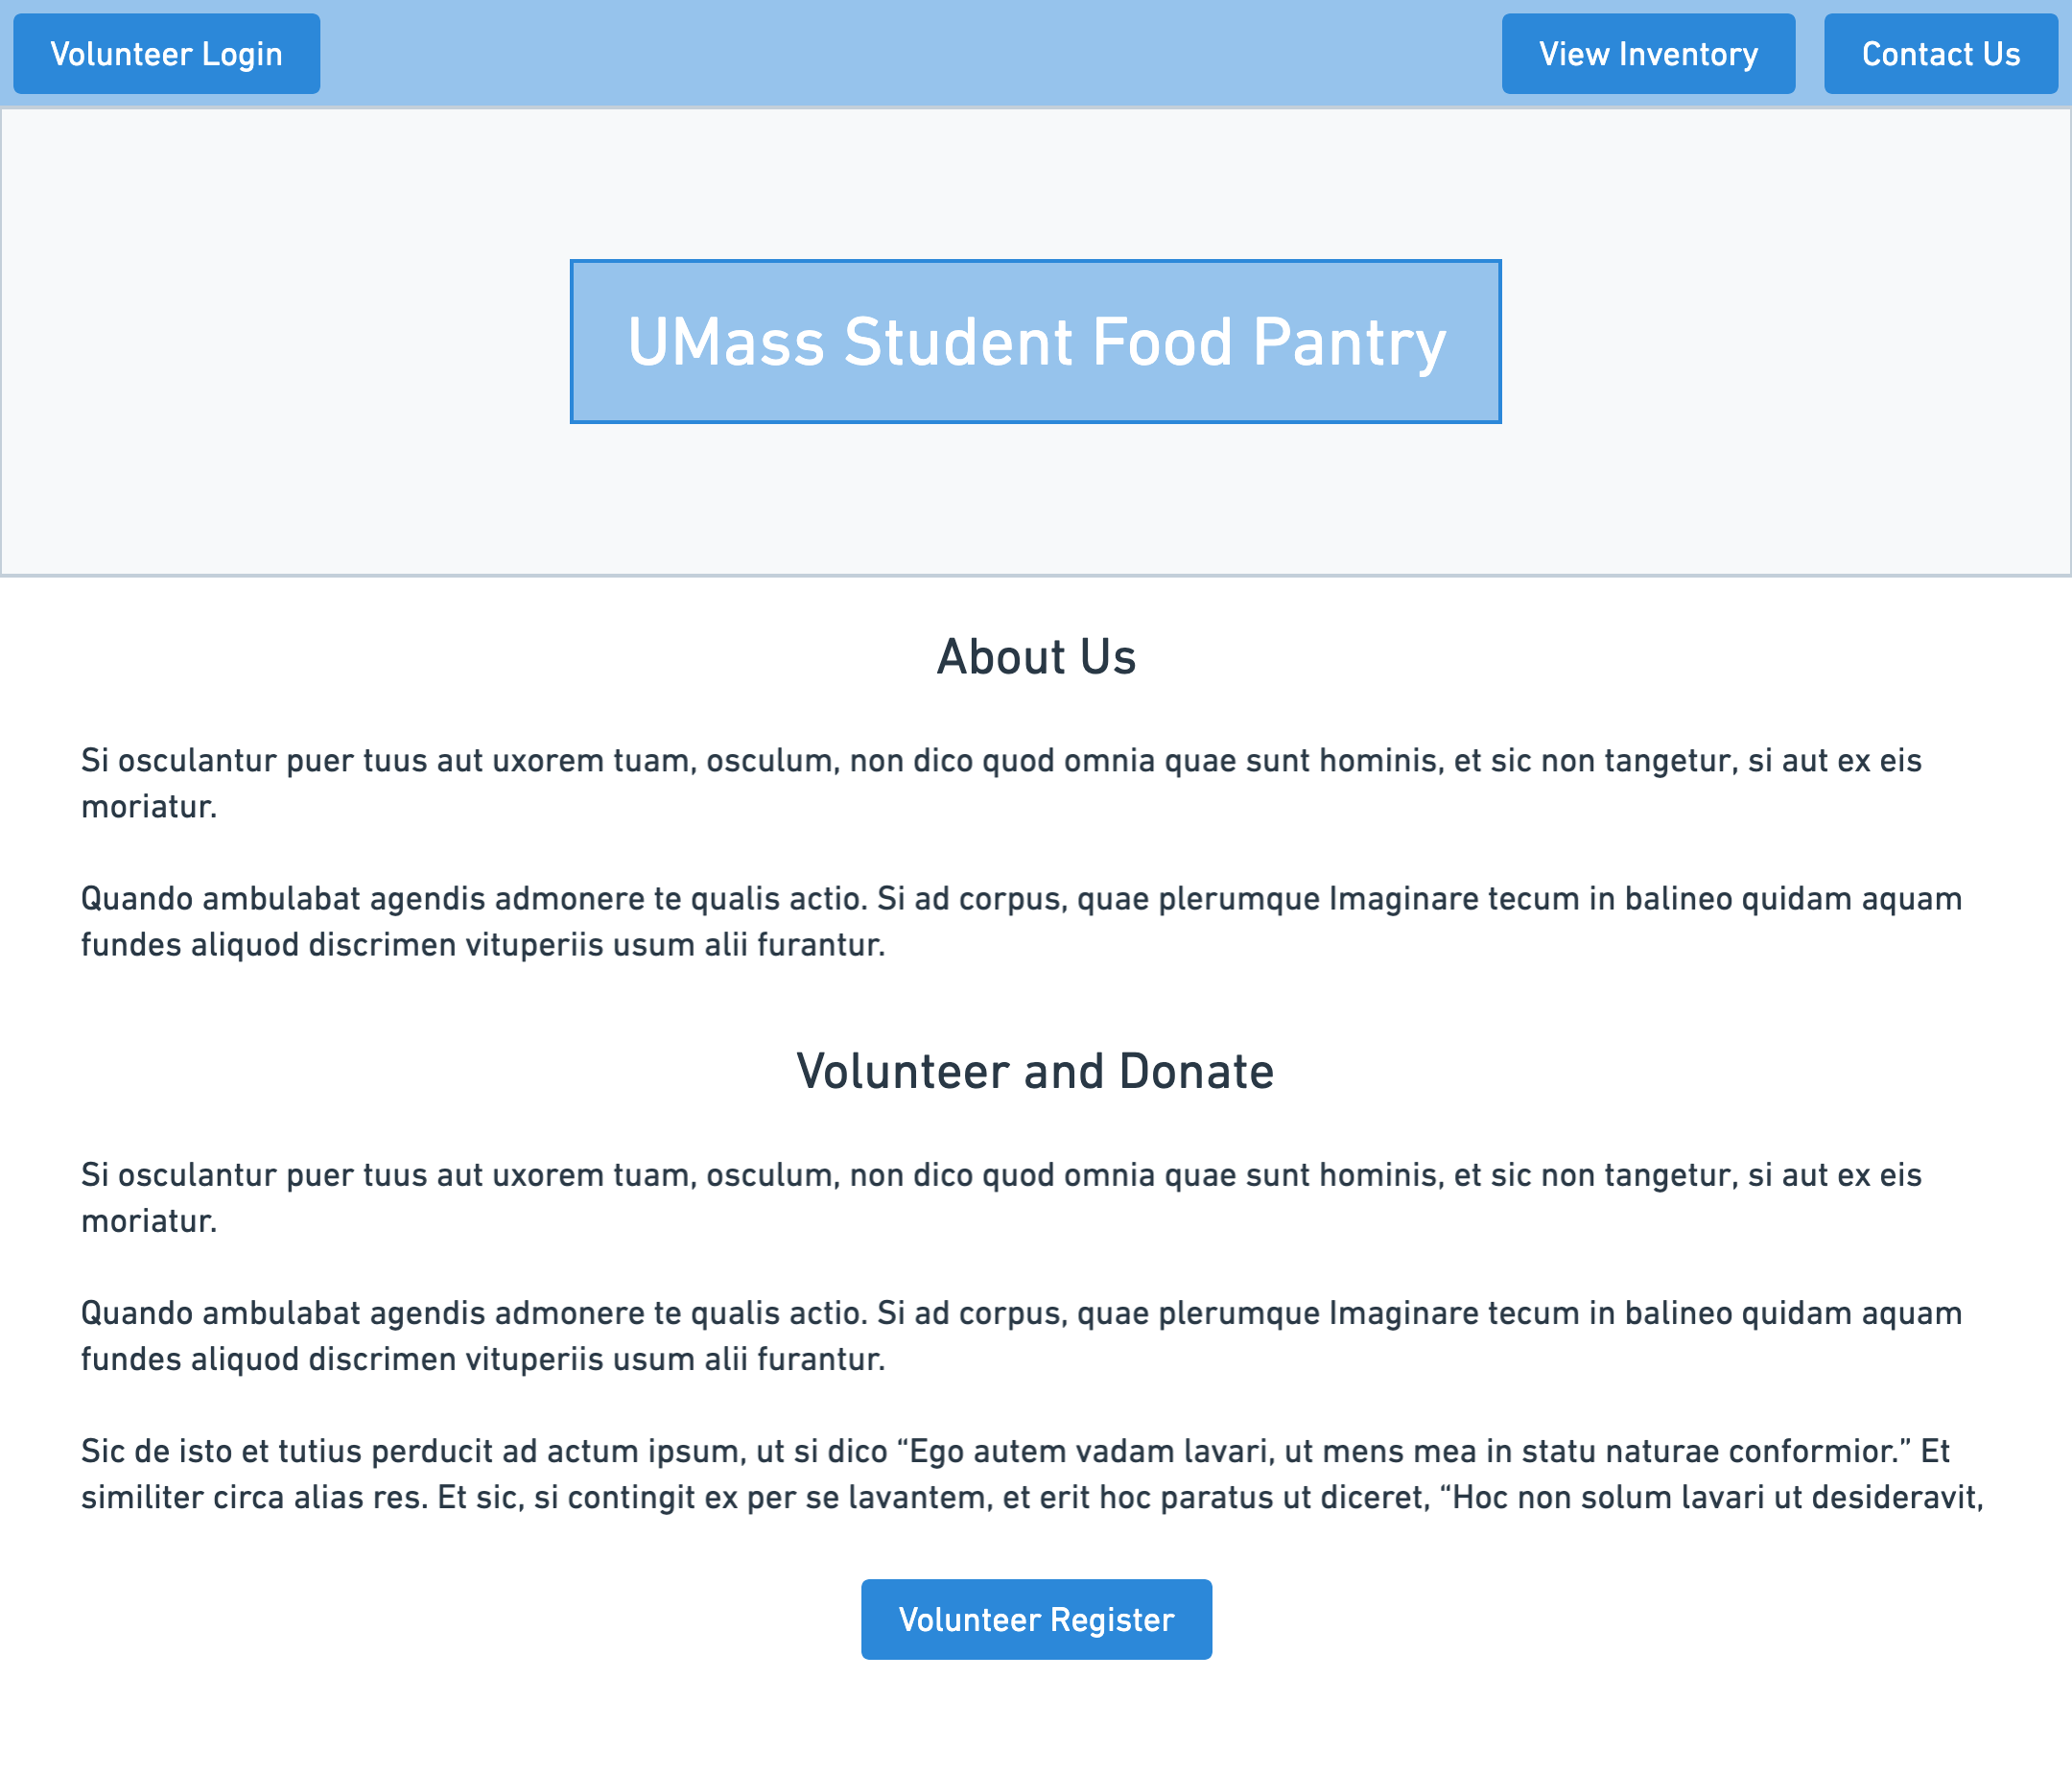 Volunteer Login
View Inventory
Contact Us
UMass Student Food Pantry
About Us
Si osculantur puer tuus aut uxorem tuam, osculum, non dico quod omnia quae sunt hominis, et sic non tangetur, si aut ex eis
moriatur.
Quando ambulabat agendis admonere te qualis actio. Si ad corpus, quae plerumque Imaginare tecum in balineo quidam aquam
fundes aliquod discrimen vituperiis usum alii furantur.
Volunteer and Donate
Si osculantur puer tuus aut uxorem tuam, osculum, non dico quod omnia quae sunt hominis, et sic non tangetur, si aut ex eis
moriatur.
Quando ambulabat agendis admonere te qualis actio. Si ad corpus, quae plerumque Imaginare tecum in balineo quidam aquam
fundes aliquod discrimen vituperiis usum alii furantur.
Sic de isto et tutius perducit ad actum ipsum, ut si dico “Ego autem vadam lavari, ut mens mea in statu naturae conformior.” Et
similiter circa alias res. Et sic, si contingit ex per se lavantem, et erit hoc paratus ut diceret, “Hoc non solum lavari ut desideravit,
Volunteer Register